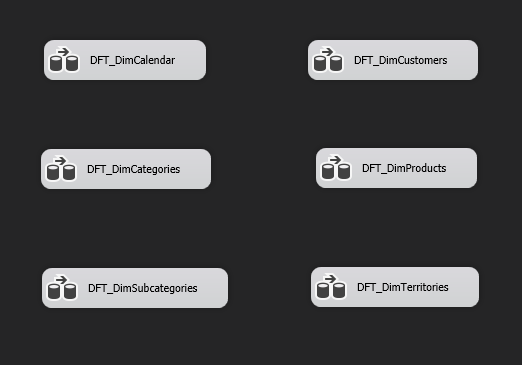 DFT_DimCalendar
DFT_DimCustomers
DFT_DimCategories
DFT_DimProducts
DFT_DimSubcategories
DFT_DimTerritories